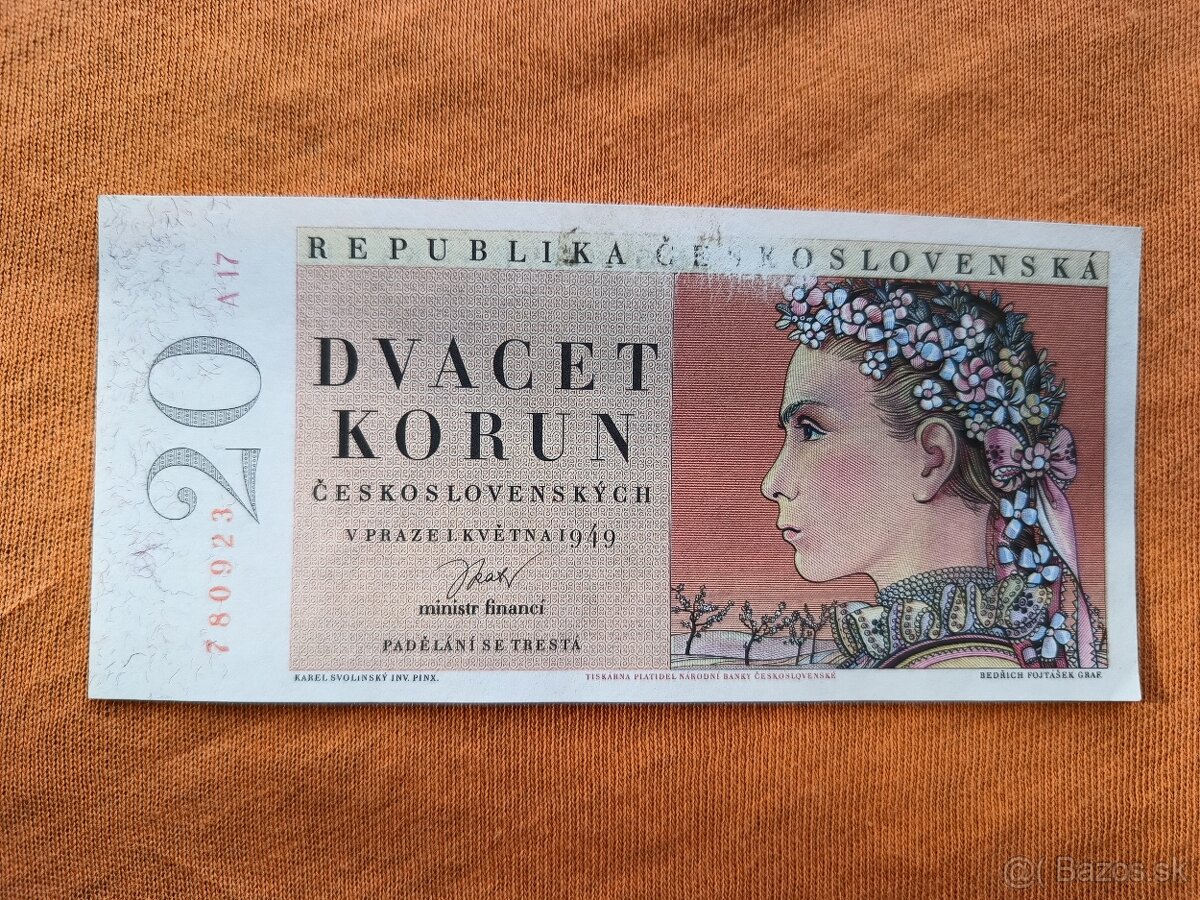 REPUBLIKA ČESKOSLOVENSKÁ
A 17
20
780923
DVACET
KORUN
ČESKOSLOVENSKÝCH
V PRAZE 1. KVĚTNA 1949
ministr financí
PADĚLÁNÍ SE TRESTÁ
KAREL SVOLINSKÝ INV. PINX.
TISKÁRNA PLATIDEL NÁRODNÍ BANKY ČESKOSLOVENSKÉ
BEDŘICH FOJTAŠEK GRAF.
@( Bazos.sk